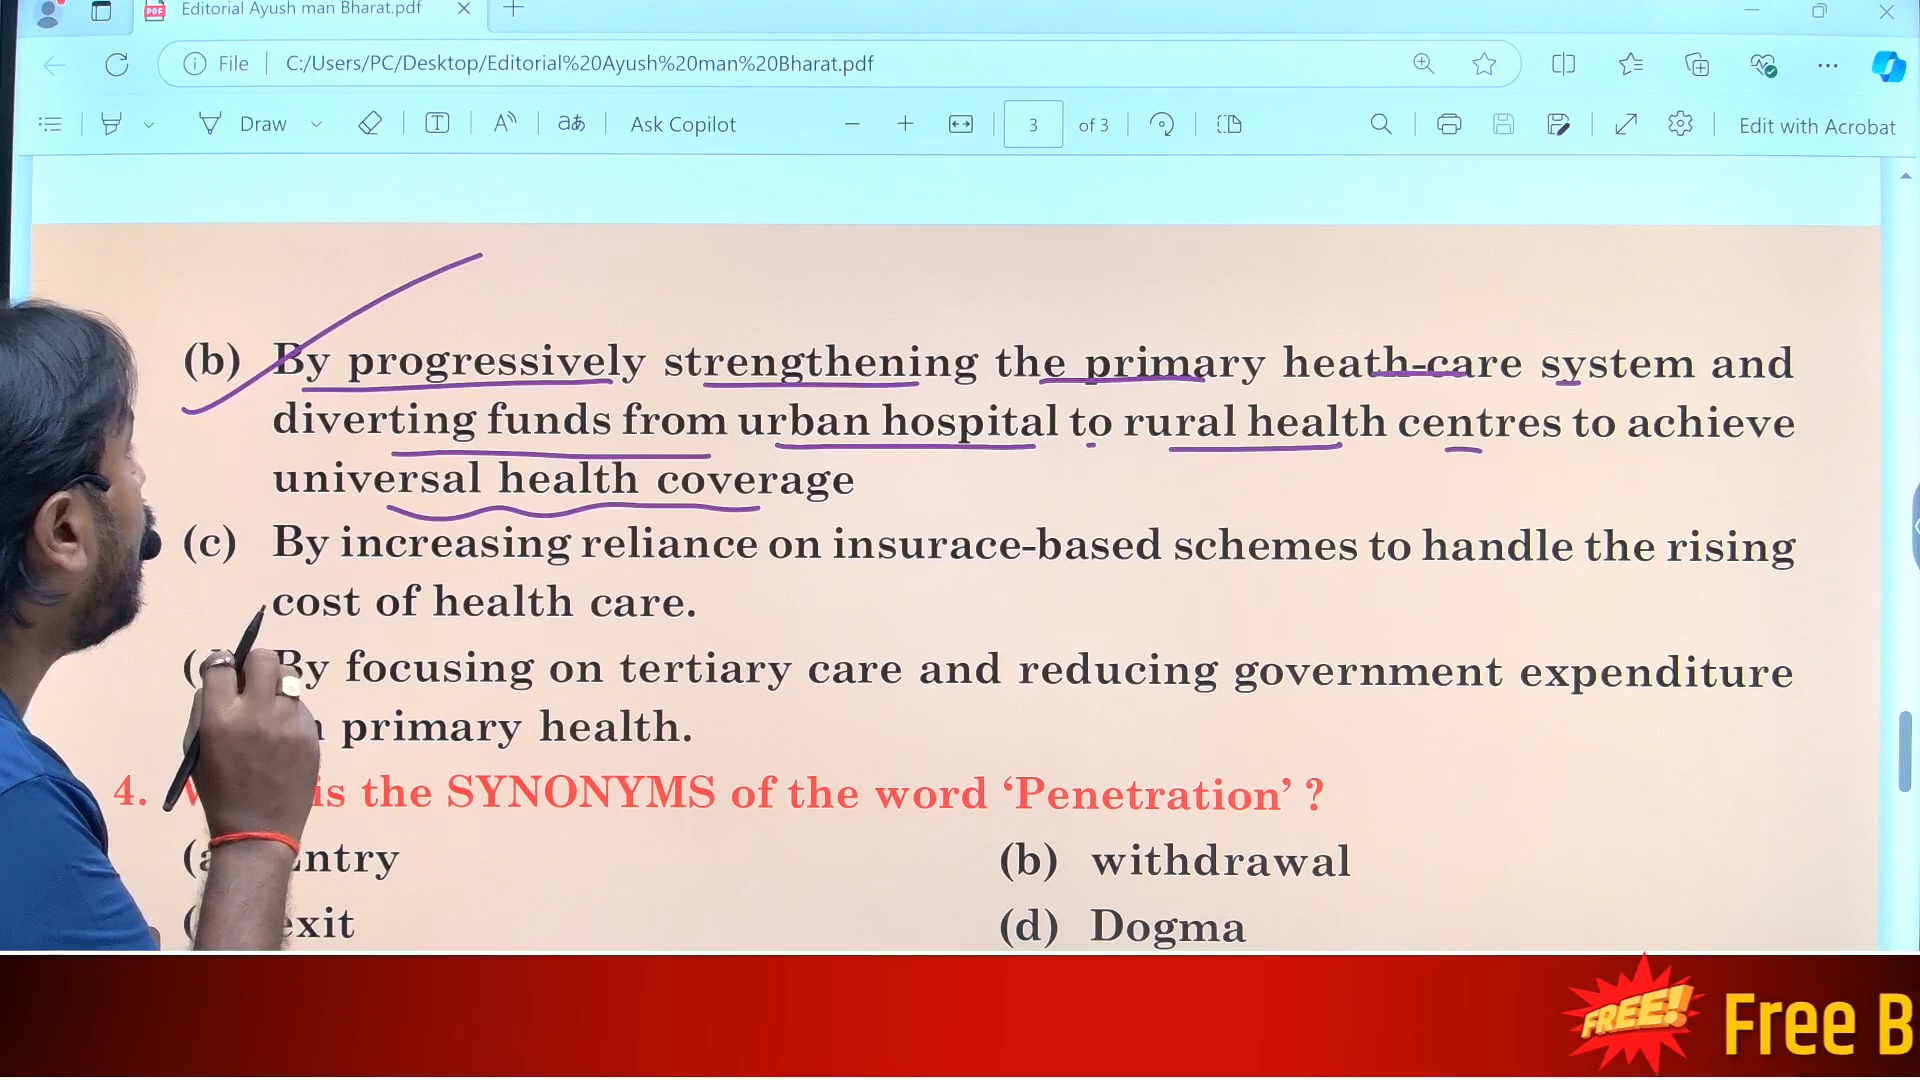 Editorial Ayush man Bharat.pdf
File C:/Users/PC/Desktop/Editorial%20Ayush%20man%20Bharat.pdf
Draw Ask Copilot 3 of 3 Edit with Acrobat
(b) By progressively strengthening the primary heath-care system and
diverting funds from urban hospital to rural health centres to achieve
universal health coverage
(c) By increasing reliance on insurace-based schemes to handle the rising
cost of health care.
By focusing on tertiary care and reducing government expenditure
primary health.
4. is the SYNONYMS of the word ‘Penetration’ ?
(b) withdrawal
exit (d) Dogma
FREE! Free B